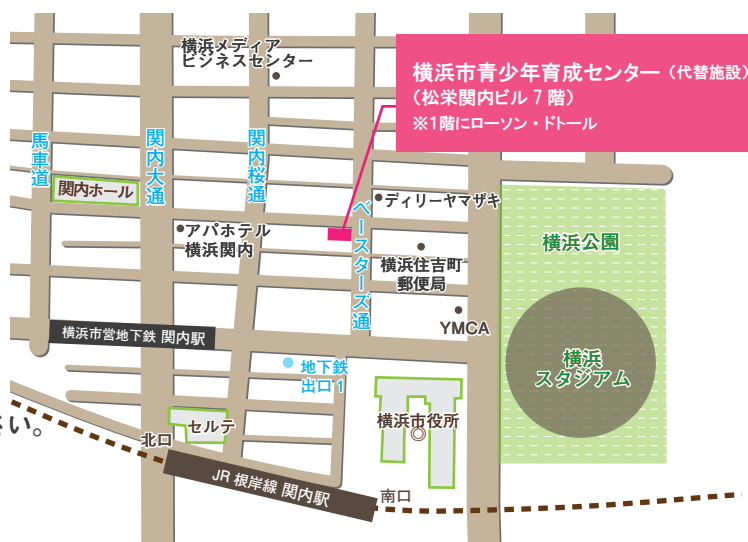 横浜メディア
ビジネスセンター
横浜市青少年育成センター（代替施設）
（松栄関内ビル 7 階）
※1階にローソン・ドトール
馬車道
関内大通
関内桜通
ベースターズ通
関内ホール
ディリーヤマザキ
アパホテル
横浜関内
横浜住吉町
郵便局
横浜公園
YMCA
横浜市営地下鉄 関内駅
地下鉄
出口 1
横浜
スタジアム
横浜市役所
セルテ
北口
さい。
JR 根岸線 関内駅
南口